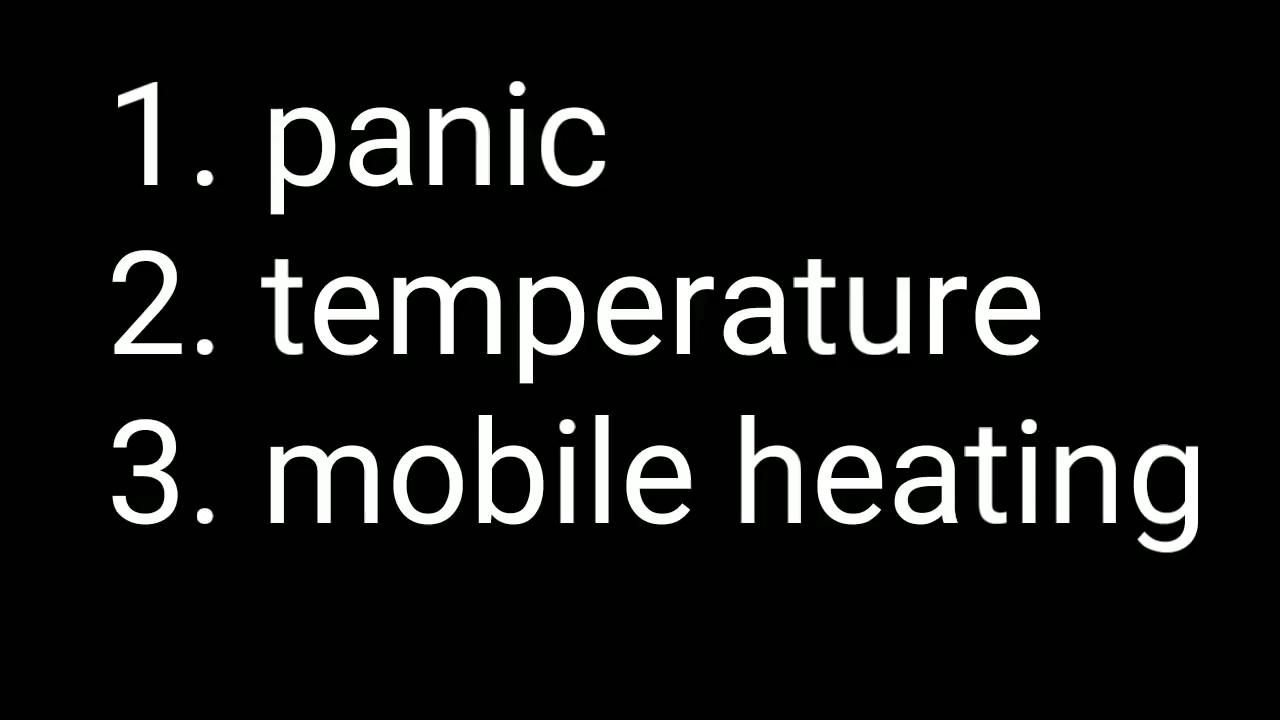 1. panic
2. temperature
3. mobile heating